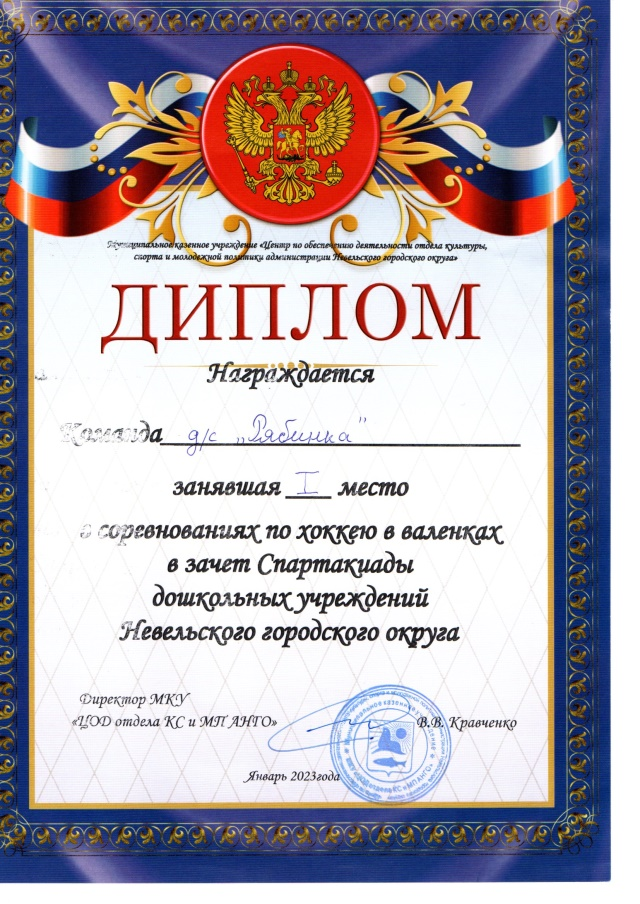 Муниципальное казенное учреждение «Центр по обеспечению деятельности отдела культуры,
спорта и молодежной политики администрации Невельского городского округа»
ДИПЛОМ
Награждается
Команда д/с „Рябинка"
занявшая I место
в соревнованиях по хоккею в валенках
в зачет Спартакиады
дошкольных учреждений
Невельского городского округа
Директор МКУ
«ЦОД отдела КС и МП АНГО» В.В. Кравченко
Январь 2023года